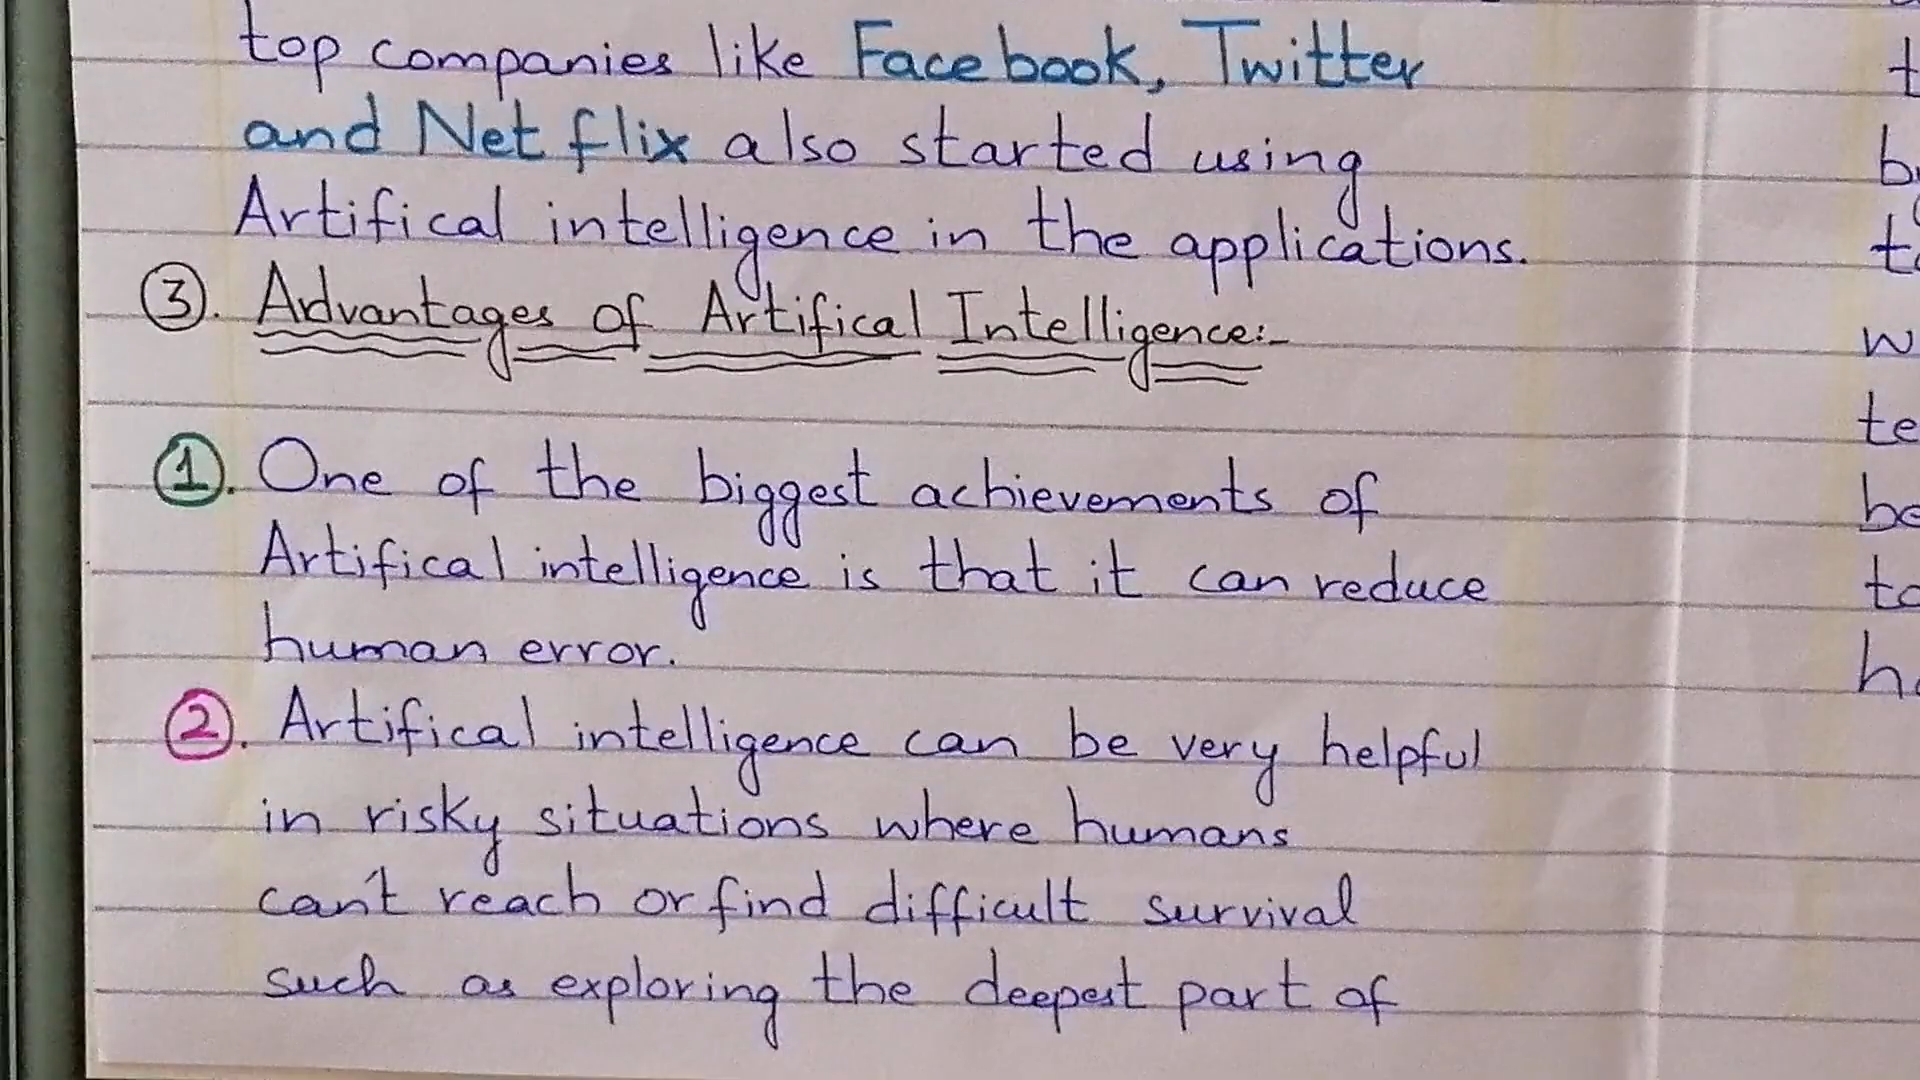 top companies like Facebook, Twitter
and Net flix also started using
Artifical intelligence in the applications.
3. Advantages of Artifical Intelligence:-
1. One of the biggest achievements of
Artifical intelligence is that it can reduce
human error.
2. Artifical intelligence can be very helpful
in risky situations where humans
can't reach or find difficult survival
such as exploring the deepest part of